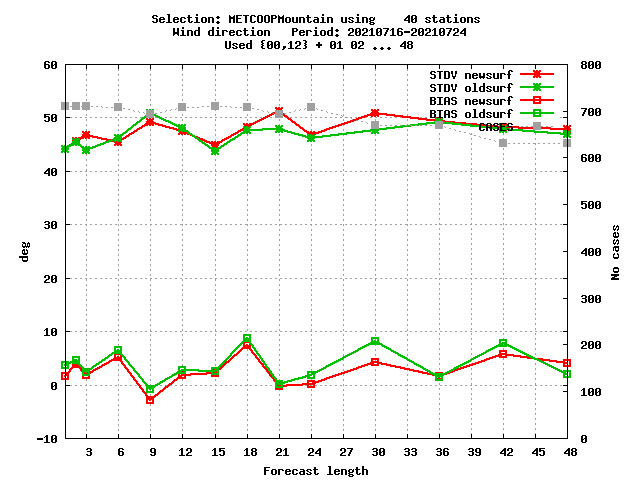 Selection: METCOOPMountain using    40 stations
Wind direction   Period: 20210716-20210724
Used {00,12} + 01 02 ... 48
60 800
STDV newsurf
STDV oldsurf
BIAS newsurf
BIAS oldsurf
CASES
50 700
40 600
30 500
20 400
10 300
0 200
-10 100
0
deg
No cases
3 6 9 12 15 18 21 24 27 30 33 36 39 42 45 48
Forecast length